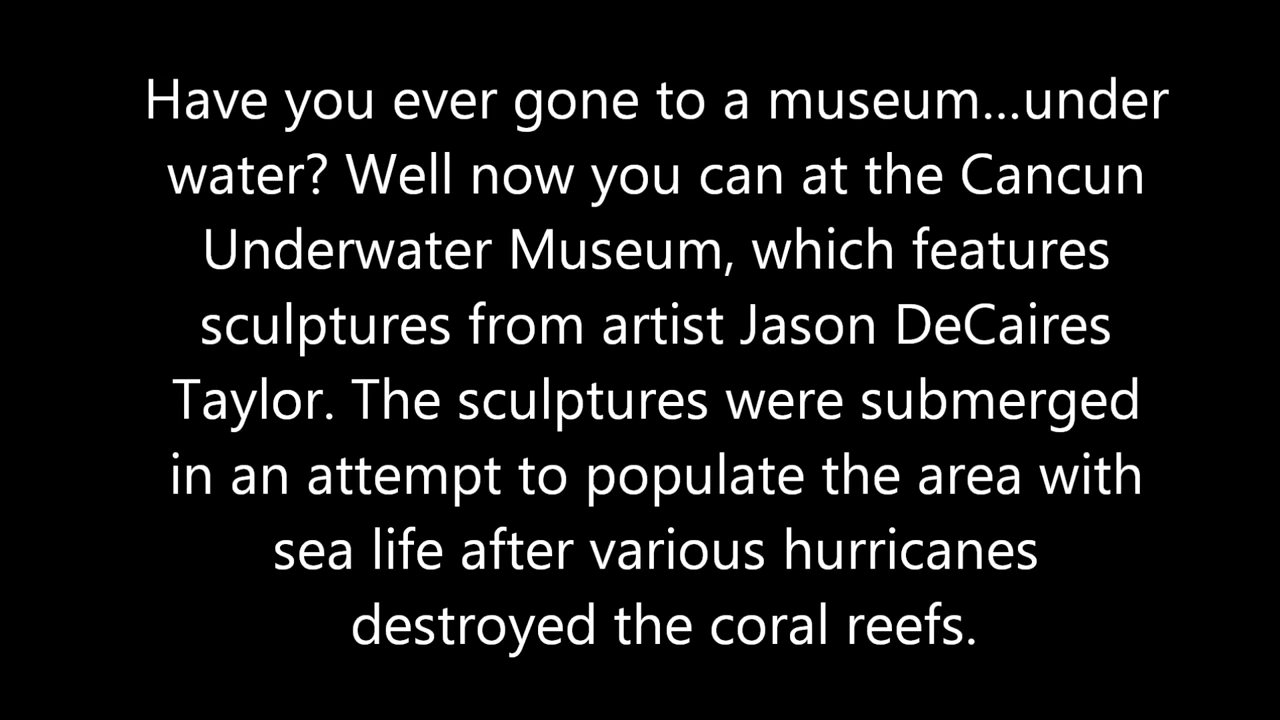 Have you ever gone to a museum...under
water? Well now you can at the Cancun
Underwater Museum, which features
sculptures from artist Jason DeCaires
Taylor. The sculptures were submerged
in an attempt to populate the area with
sea life after various hurricanes
destroyed the coral reefs.